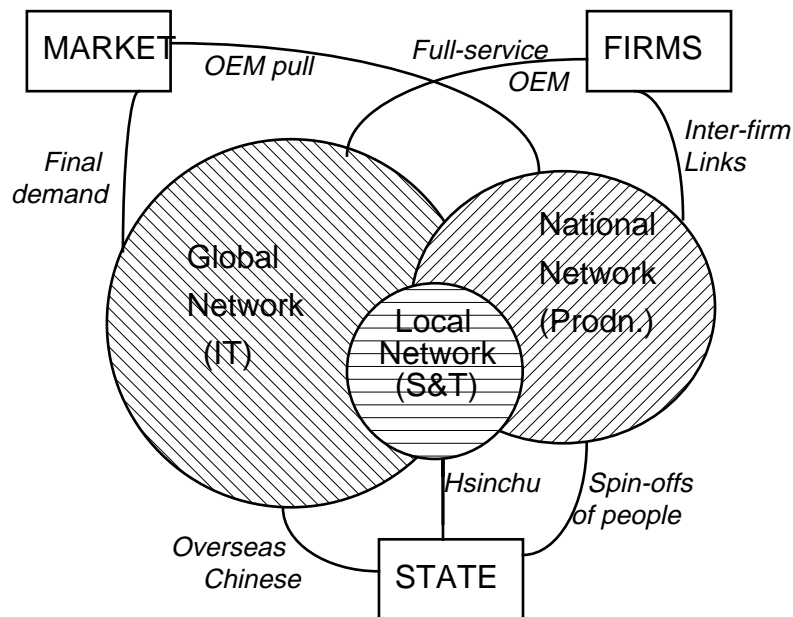 MARKET
OEM pull
Full-service
OEM
FIRMS
Final
demand
Inter-firm
Links
Global
Network
(IT)
National
Network
(Prodn.)
Local
Network
(S&T)
Hsinchu
Spin-offs
of people
Overseas
Chinese
STATE